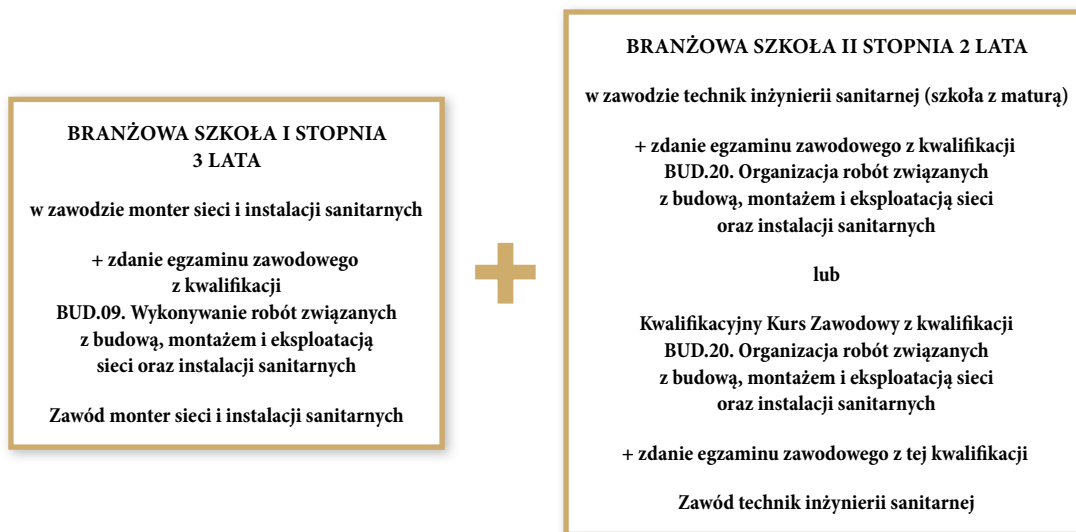 BRANŻOWA SZKOŁA I STOPNIA
3 LATA
w zawodzie monter sieci i instalacji sanitarnych
+ zdanie egzaminu zawodowego
z kwalifikacji
BUD.09. Wykonywanie robót związanych
z budową, montażem i eksploatacją
sieci oraz instalacji sanitarnych
Zawód monter sieci i instalacji sanitarnych
+
BRANŻOWA SZKOŁA II STOPNIA 2 LATA
w zawodzie technik inżynierii sanitarnej (szkoła z maturą)
+ zdanie egzaminu zawodowego z kwalifikacji
BUD.20. Organizacja robót związanych
z budową, montażem i eksploatacją sieci
oraz instalacji sanitarnych
lub
Kwalifikacyjny Kurs Zawodowy z kwalifikacji
BUD.20. Organizacja robót związanych
z budową, montażem i eksploatacją sieci
oraz instalacji sanitarnych
+ zdanie egzaminu zawodowego z tej kwalifikacji
Zawód technik inżynierii sanitarnej